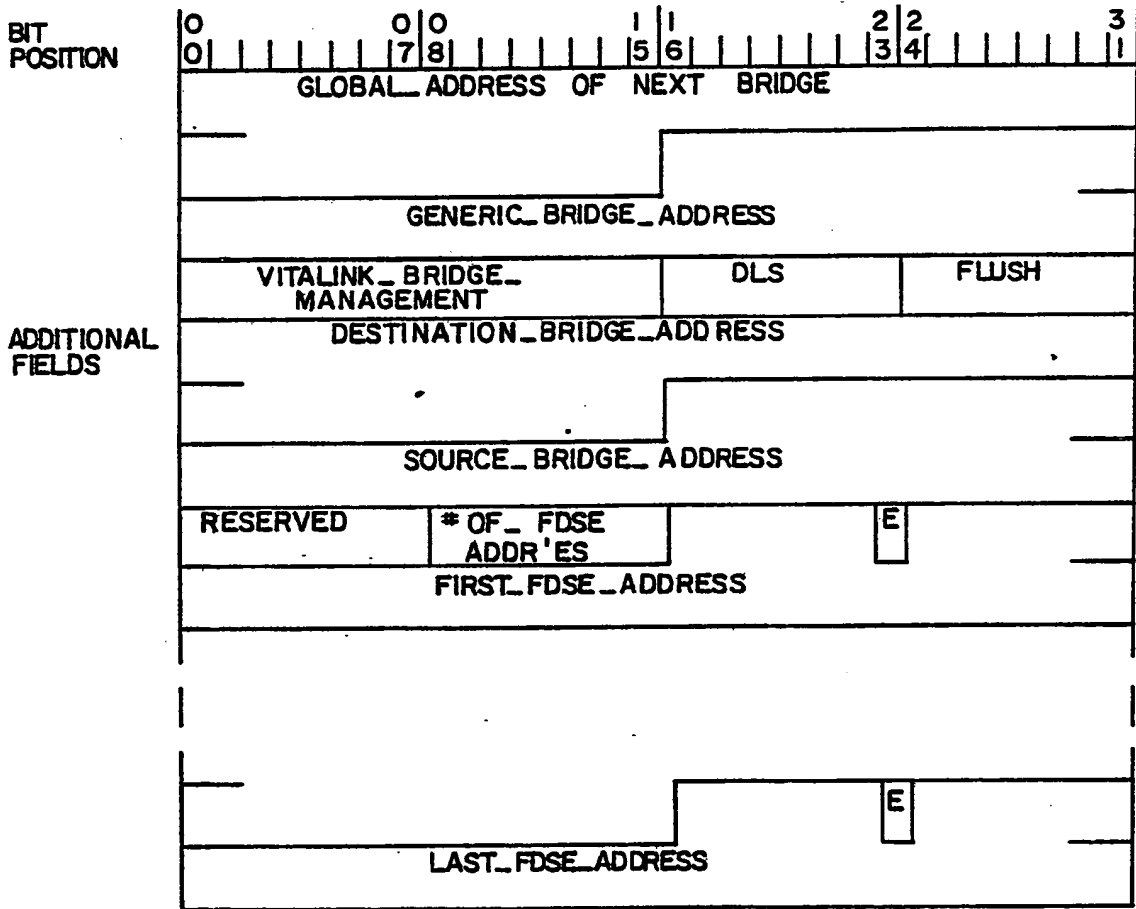 BIT
POSITION
0 0 0 1 1 2 2 3
0 7 8 5 6 3 4 1
GLOBAL_ADDRESS OF NEXT BRIDGE
GENERIC_BRIDGE_ADDRESS
VITALINK_BRIDGE_
MANAGEMENT
DLS
FLUSH
ADDITIONAL
FIELDS
DESTINATION_BRIDGE_ADDRESS
SOURCE_BRIDGE_ADDRESS
RESERVED
# OF_ FDSE
ADDR'ES
E
FIRST_FDSE_ADDRESS
E
LAST_FDSE_ADDRESS